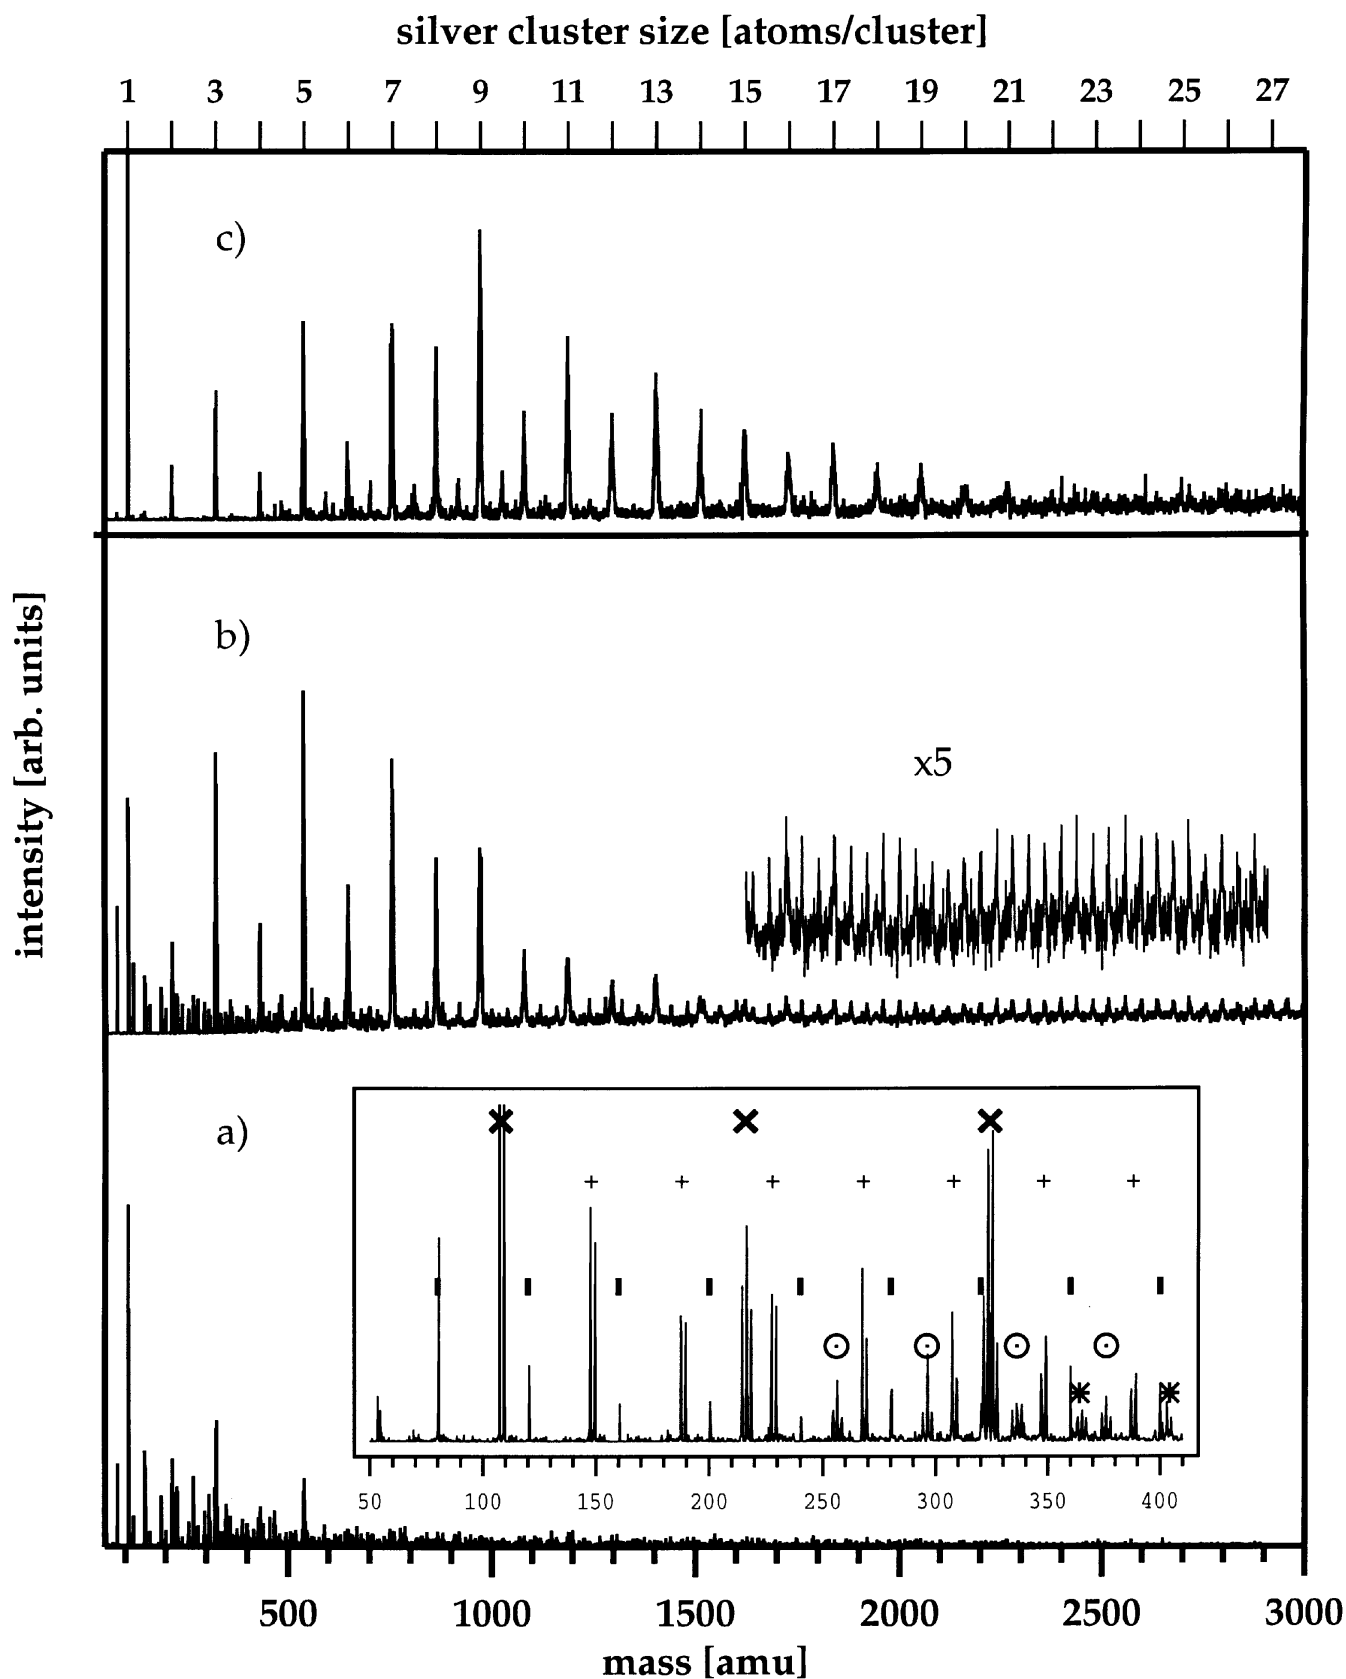 silver cluster size [atoms/cluster]
1 3 5 7 9 11 13 15 17 19 21 23 25 27
c)
b)
x5
intensity [arb. units]
a)
50 100 150 200 250 300 350 400
500 1000 1500 2000 2500 3000
mass [amu]